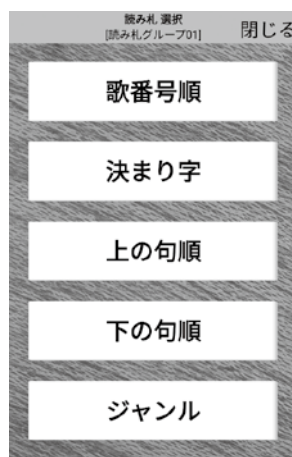 読み札 選択
[読み札グループ01]
閉じる
歌番号順
決まり字
上の句順
下の句順
ジャンル